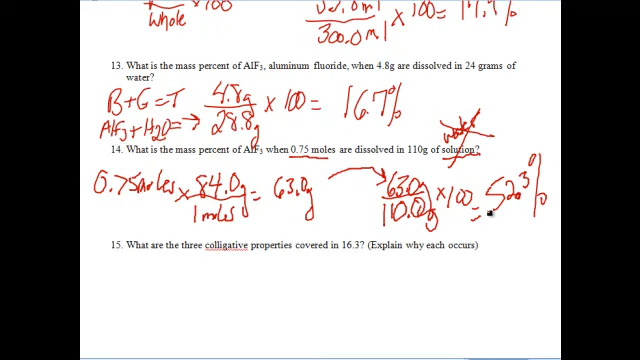 whole ×100
300.0 ml ×100=
13. What is the mass percent of AlF3, aluminum fluoride, when 4.8g are dissolved in 24 grams of
water?
B+G=T 4.8g / 28.8g × 100 = 16.7%
AlF3+H2O=>
14. What is the mass percent of AlF3 when 0.75 moles are dissolved in 110g of solution?
water
0.75moles × 84.0g / 1 moles = 63.0g 63.0g / 110.0g ×100 = 52.3%
15. What are the three colligative properties covered in 16.3? (Explain why each occurs)